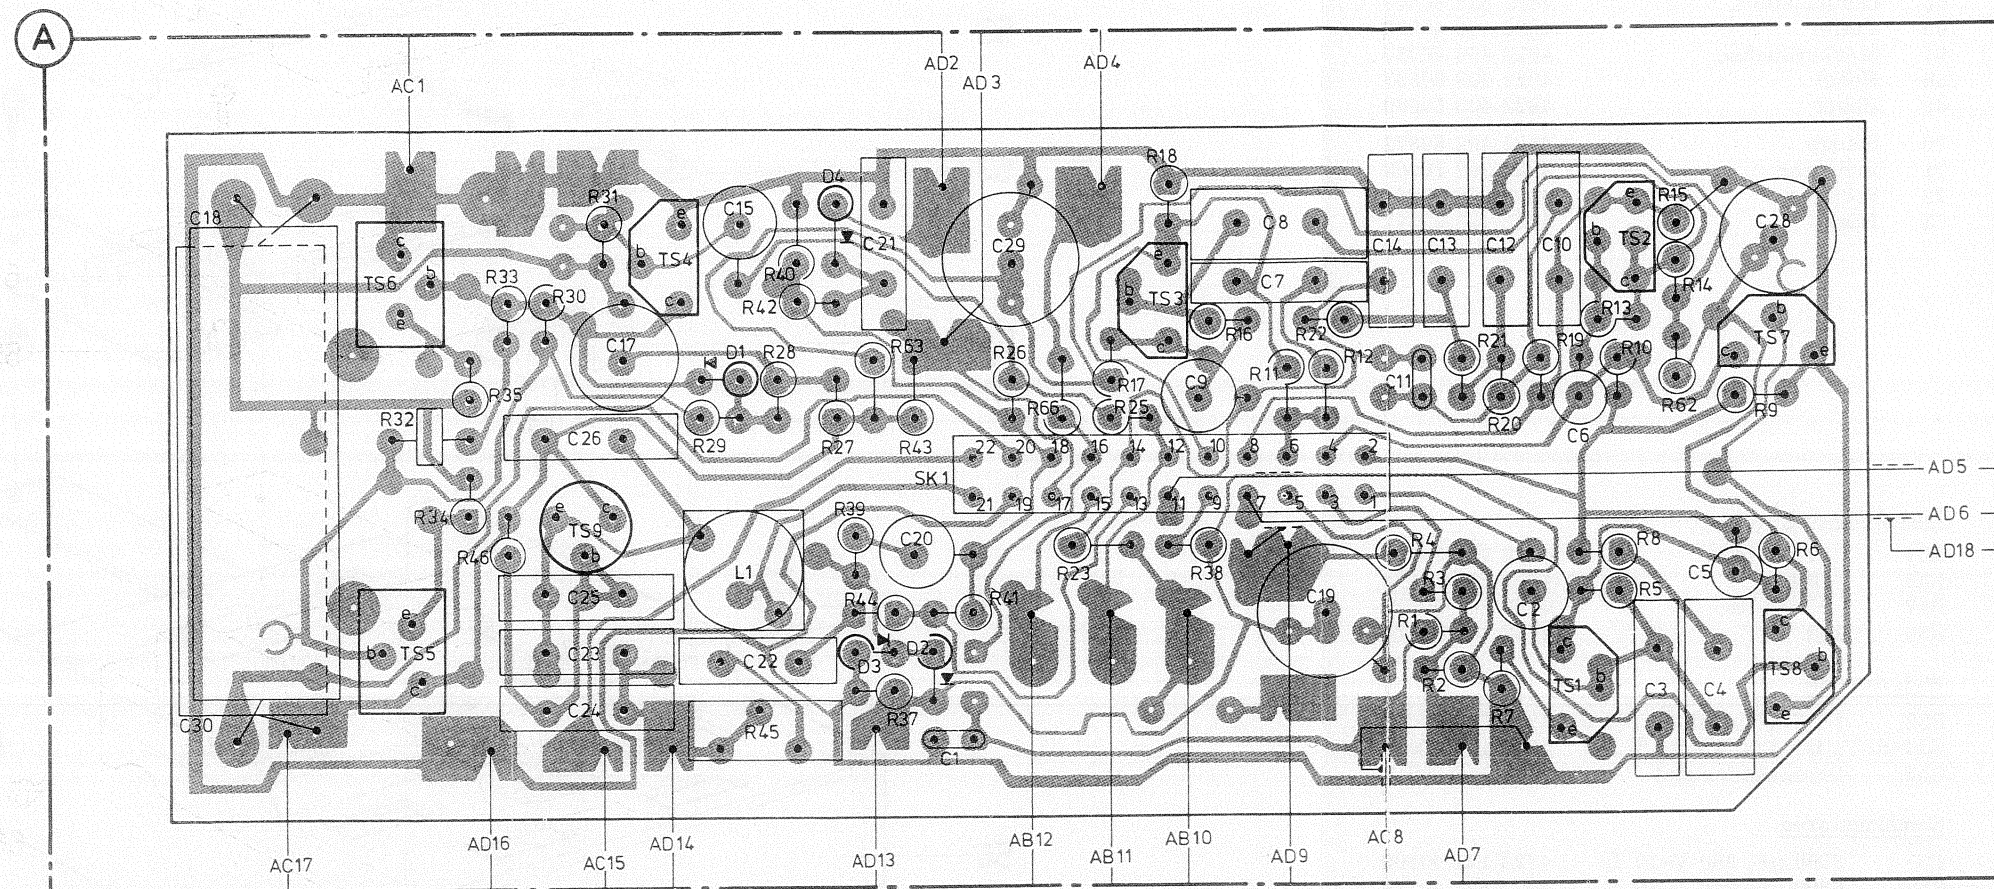 A
AC1
AD2
AD3
AD4
R18
C18
R31
D4
e
C15
e
R15
C8
C28
c
TS6
b
b
TS4
C21
C29
e
C14
C13
C12
C10
b
TS2
R40
C7
R33
R30
c
R42
b
TS3
c
R14
e
R16
R22
R13
b
C17
D1
R28
R63
R26
c
R21
R19
R10
c
TS7
e
R11
R12
R35
R17
C9
C11
R32
R66
R25
R20
R62
R9
C26
R29
R27
R43
C6
22
20
18
16
14
12
10
8
6
4
2
SK1
AD5
21
19
17
15
13
11
9
7
5
3
1
R34
e
c
TS9
b
R39
AD6
R46
C20
R4
R8
R6
AD18
L1
R23
R38
C5
C25
R3
R5
e
R44
R41
C19
C2
R1
c
c
b
TS5
C23
C22
D3
D2
TS8
b
c
R2
TS1
b
C3
C4
C24
R37
R7
e
C30
R45
e
C1
AC17
AD16
AC15
AD14
AD13
AB12
AB11
AB10
AD9
AC8
AD7